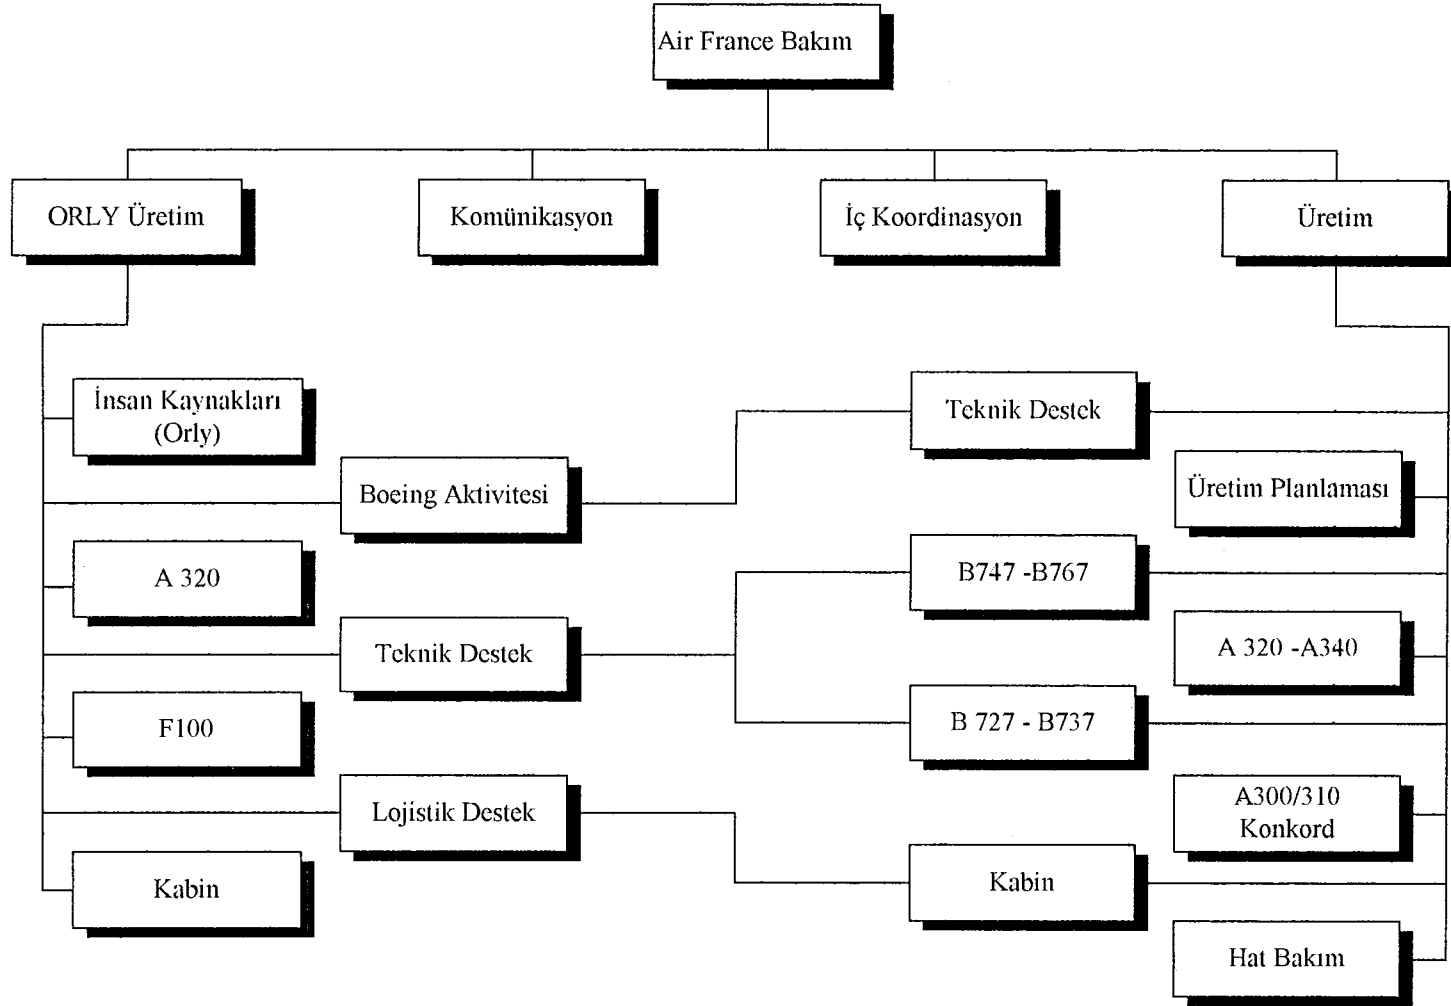 Air France Bakım
ORLY Üretim
Komünikasyon
İç Koordinasyon
Üretim
İnsan Kaynakları
(Orly)
Teknik Destek
Boeing Aktivitesi
Üretim Planlaması
A 320
B747 -B767
Teknik Destek
A 320 -A340
F100
B 727 - B737
Lojistik Destek
A300/310
Konkord
Kabin
Kabin
Hat Bakım